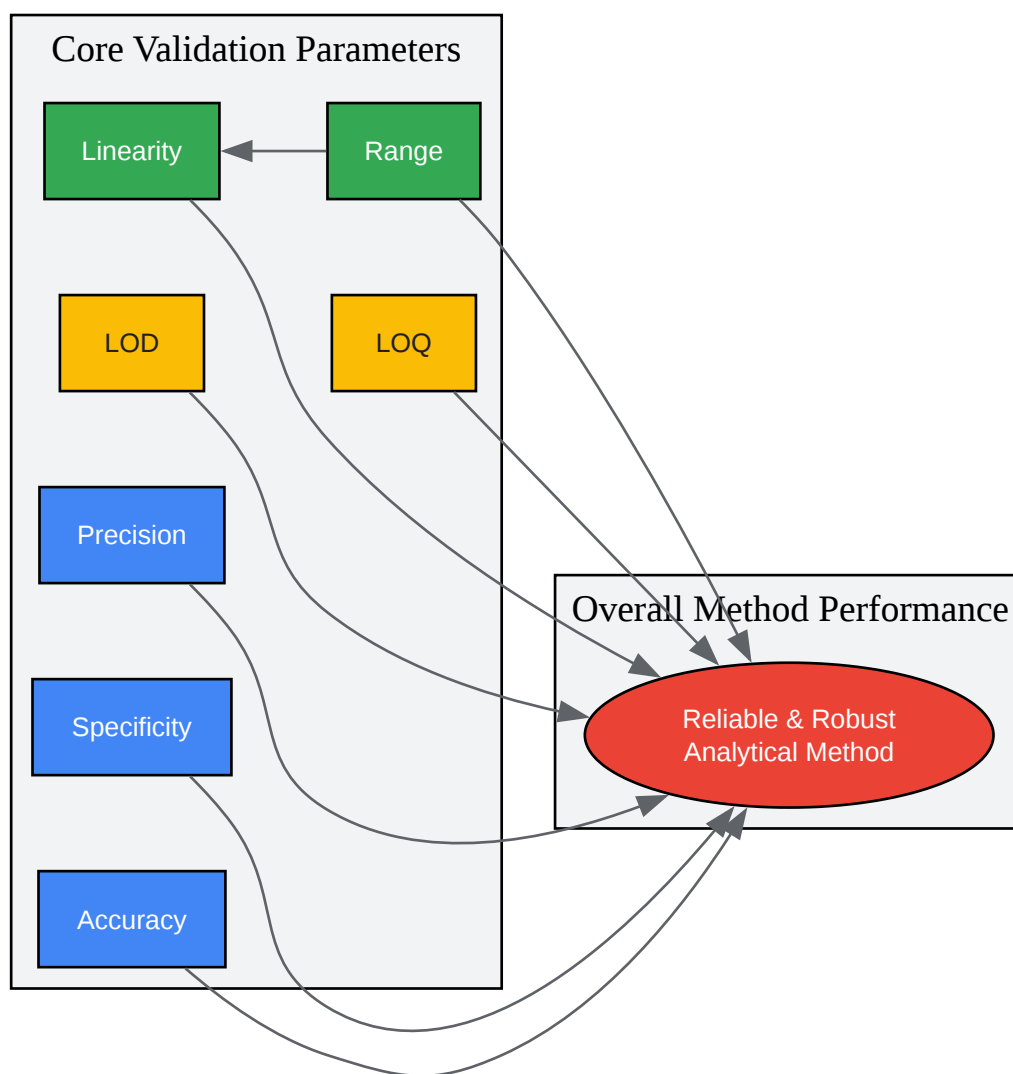 Core Validation Parameters
Linearity
Range
LOD
LOQ
Precision
Overall Method Performance
Specificity
Reliable & Robust
Analytical Method
Accuracy